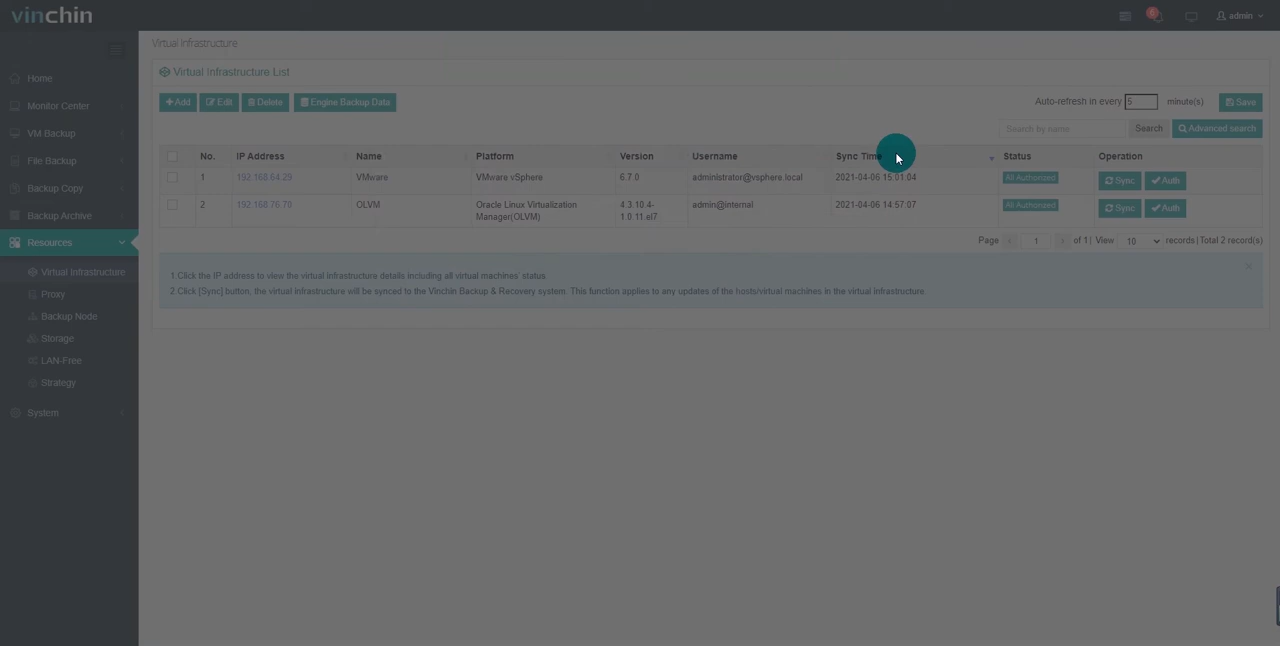 vinchin
6
admin
Home
Monitor Center
VM Backup
File Backup
Backup Copy
Backup Archive
Resources
Virtual Infrastructure
Proxy
Backup Node
Storage
LAN-Free
Strategy
System
Virtual Infrastructure
Virtual Infrastructure List
Add Edit Delete Engine Backup Data
Auto-refresh in every 5 minute(s) Save
Search by name Search Advanced search
No. IP Address Name Platform Version Username Sync Time Status Operation
1 192.168.64.29 VMware VMware vSphere 6.7.0 administrator@vsphere.local 2021-04-06 15:01:04 All Authorized Sync Auth
2 192.168.76.70 OLVM Oracle Linux Virtualization 4.3.10.4- admin@internal 2021-04-06 14:57:07 All Authorized Sync Auth
Manager(OLVM) 1.0.11.el7
Page < 1 > of 1 | View 10 records | Total 2 record(s)
1.Click the IP address to view the virtual infrastructure details including all virtual machines' status.
2.Click [Sync] button, the virtual infrastructure will be synced to the Vinchin Backup & Recovery system. This function applies to any updates of the hosts/virtual machines in the virtual infrastructure